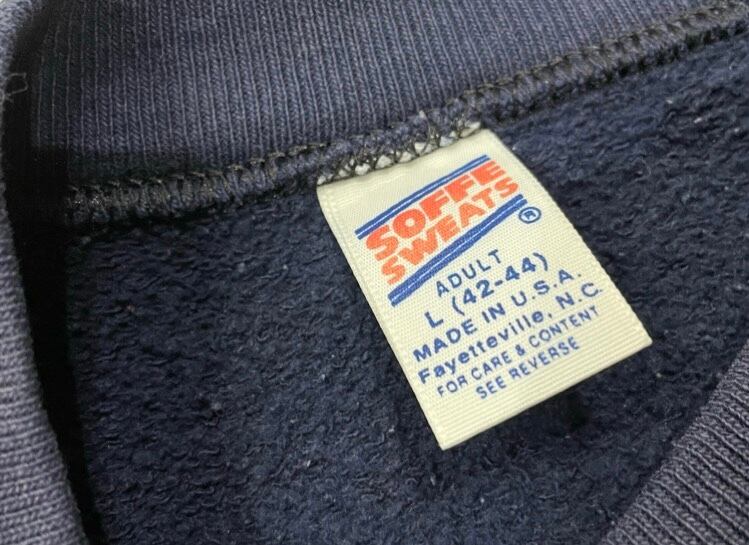 SOFFE
SWEATS®
ADULT
L (42-44)
MADE IN U.S.A.
Fayetteville, N.C.
FOR CARE & CONTENT
SEE REVERSE